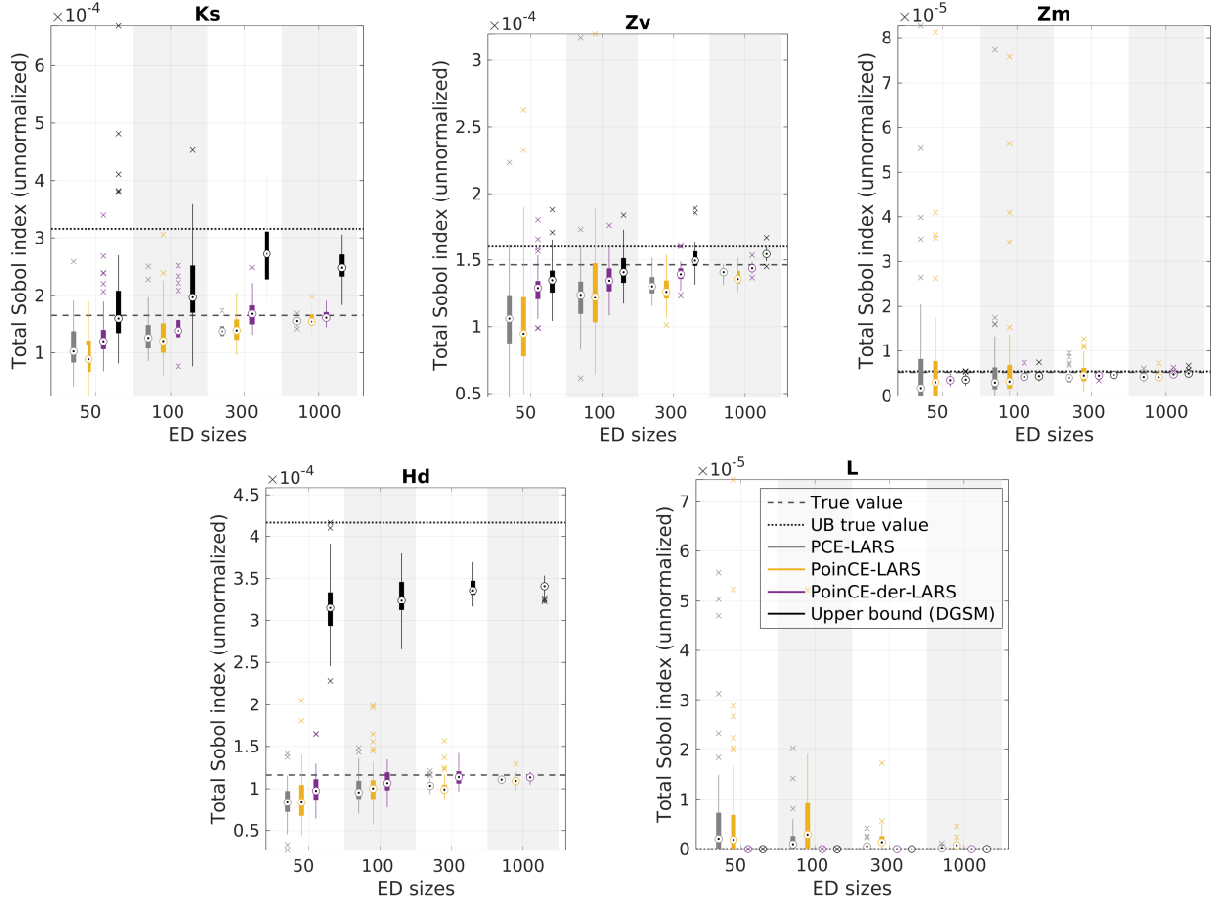 Ks
×10-4
Total Sobol index (unnormalized)
6
5
4
3
2
1
50 100 300 1000
ED sizes
Zv
×10-4
Total Sobol index (unnormalized)
3
2.5
2
1.5
1
0.5
50 100 300 1000
ED sizes
Zm
×10-5
Total Sobol index (unnormalized)
8
7
6
5
4
3
2
1
0
50 100 300 1000
ED sizes
Hd
×10-4
Total Sobol index (unnormalized)
4.5
4
3.5
3
2.5
2
1.5
1
0.5
50 100 300 1000
ED sizes
L
×10-5
Total Sobol index (unnormalized)
7
6
5
4
3
2
1
0
50 100 300 1000
ED sizes
True value
UB true value
PCE-LARS
PoinCE-LARS
PoinCE-der-LARS
Upper bound (DGSM)